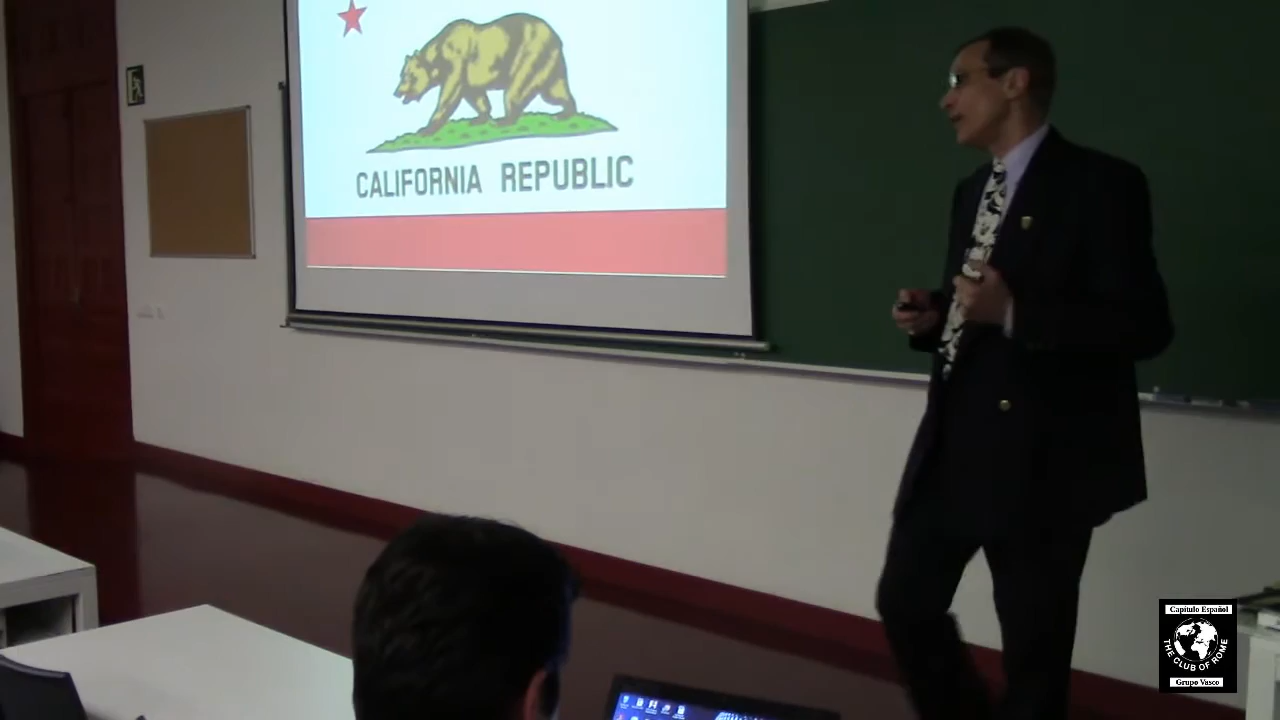 CALIFORNIA REPUBLIC
Capítulo Español
THE CLUB OF ROME
Grupo Vasco